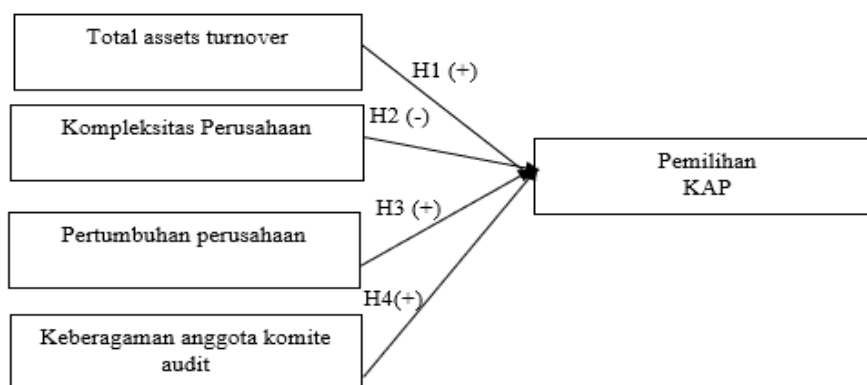 Total assets turnover
H1 (+)
Kompleksitas Perusahaan
H2 (-)
Pemilihan
KAP
H3 (+)
Pertumbuhan perusahaan
H4(+)
Keberagaman anggota komite
audit